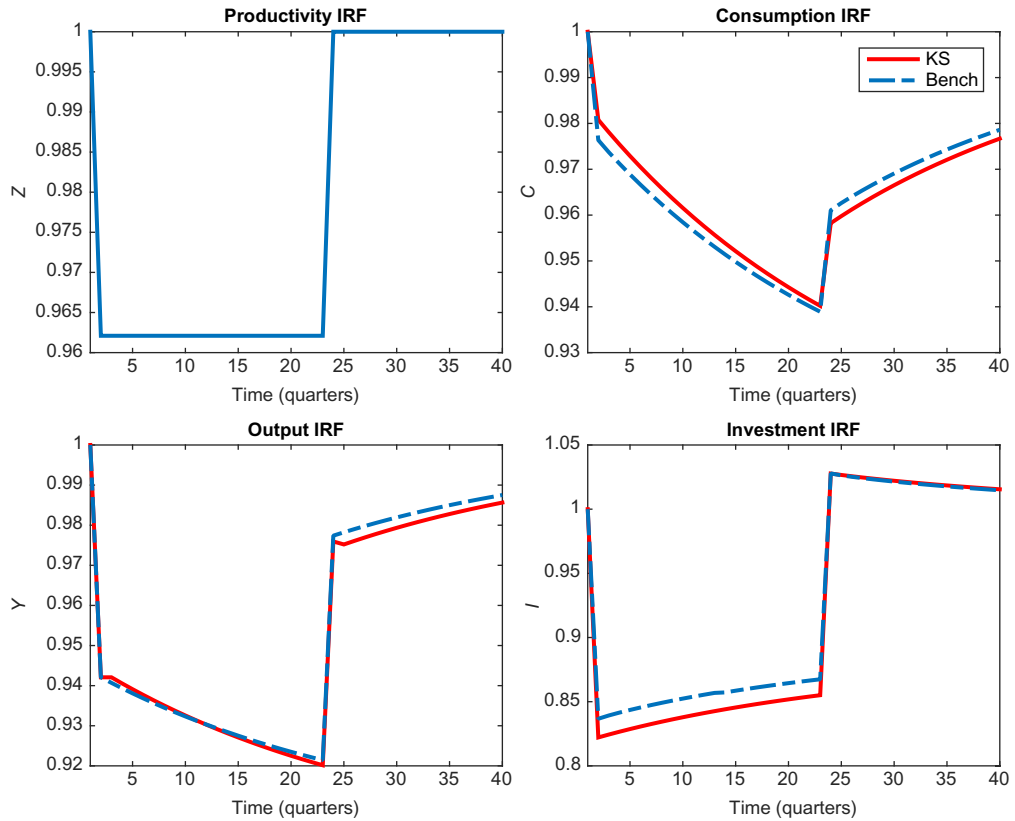 Productivity IRF
1
0.995
0.99
0.985
0.98
0.975
0.97
0.965
0.96
Z
5 10 15 20 25 30 35 40
Time (quarters)
Consumption IRF
KS
Bench
1
0.99
0.98
0.97
0.96
0.95
0.94
0.93
C
5 10 15 20 25 30 35 40
Time (quarters)
Output IRF
1
0.99
0.98
0.97
0.96
0.95
0.94
0.93
0.92
Y
5 10 15 20 25 30 35 40
Time (quarters)
Investment IRF
1.05
1
0.95
0.9
0.85
0.8
I
5 10 15 20 25 30 35 40
Time (quarters)